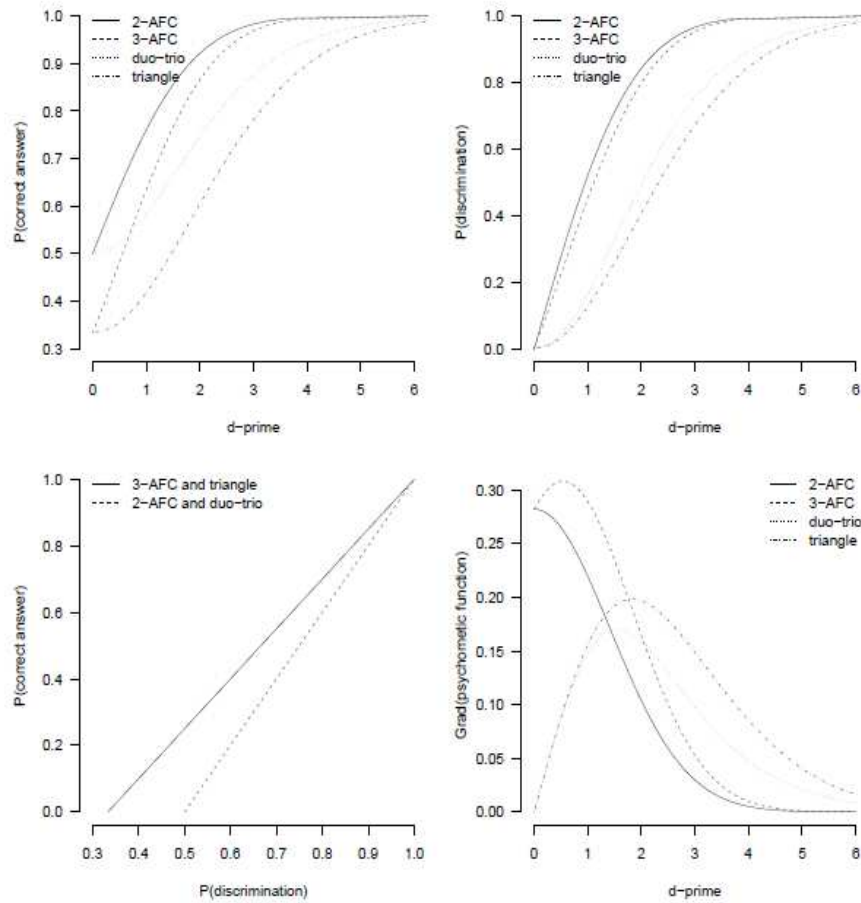 2-AFC
3-AFC
duo-trio
triangle
P(correct answer)
1.0
0.9
0.8
0.7
0.6
0.5
0.4
0.3
0 1 2 3 4 5 6
d-prime
2-AFC
3-AFC
duo-trio
triangle
P(discrimination)
1.0
0.8
0.6
0.4
0.2
0.0
0 1 2 3 4 5 6
d-prime
3-AFC and triangle
2-AFC and duo-trio
P(correct answer)
1.0
0.8
0.6
0.4
0.2
0.0
0.3 0.4 0.5 0.6 0.7 0.8 0.9 1.0
P(discrimination)
2-AFC
3-AFC
duo-trio
triangle
Grad(psychometic function)
0.30
0.25
0.20
0.15
0.10
0.05
0.00
0 1 2 3 4 5 6
d-prime